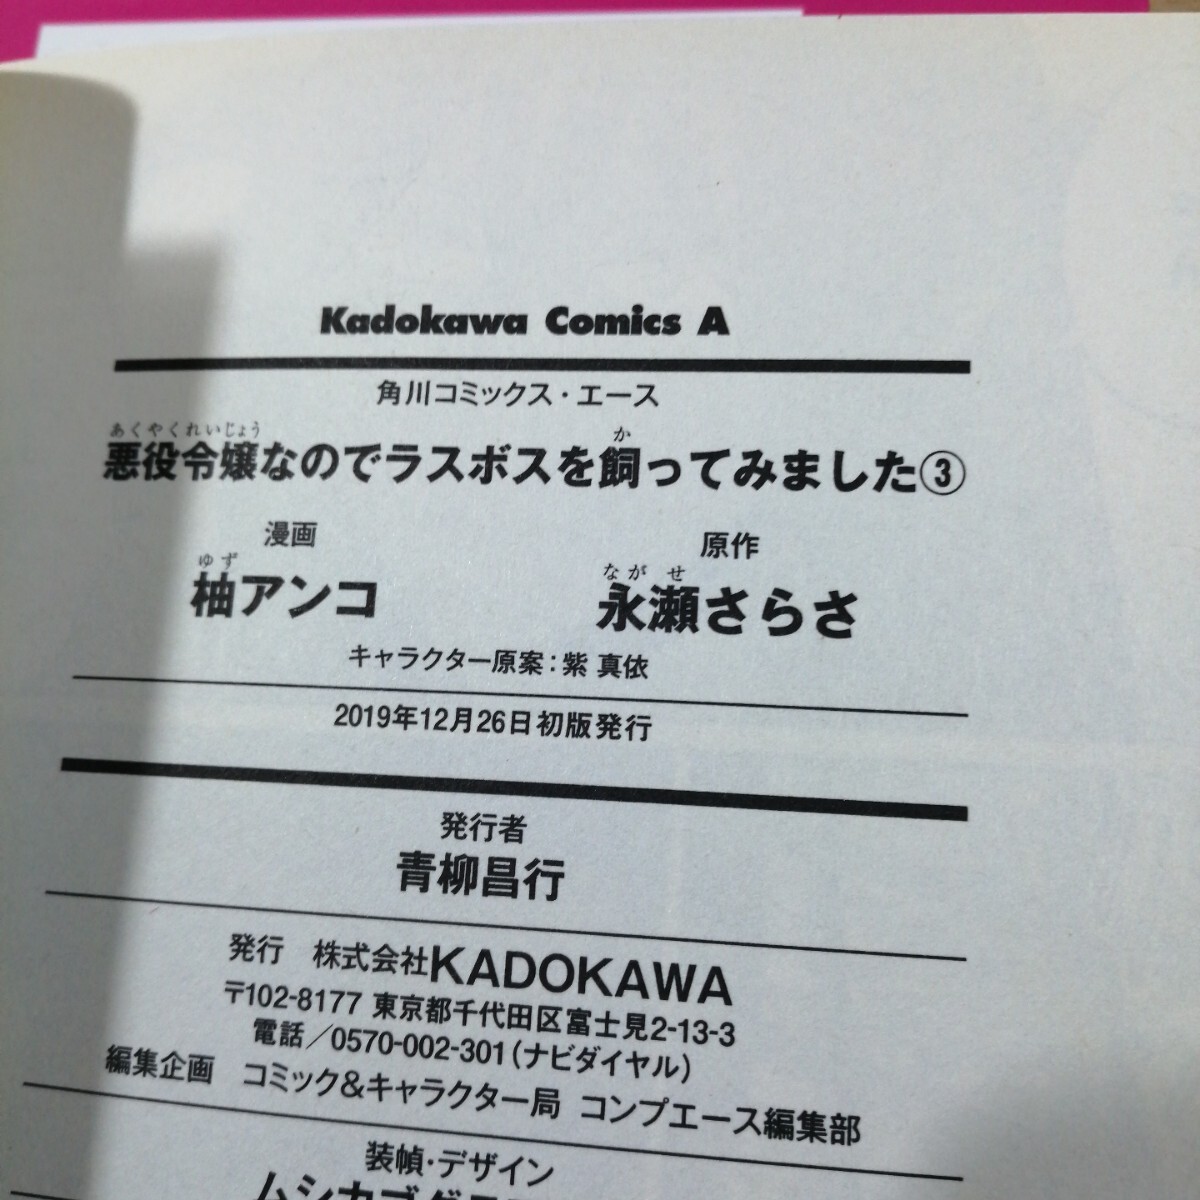 Kadokawa Comics A
角川コミックス・エース
あくやくれいじょう か
悪役令嬢なのでラスボスを飼ってみました③
漫画 原作
ゆず ながせ
柚アンコ 永瀬さらさ
キャラクター原案:紫 真依
2019年12月26日初版発行
発行者
青柳昌行
発行 株式会社KADOKAWA
〒102-8177 東京都千代田区富士見2-13-3
電話/0570-002-301(ナビダイヤル)
編集企画 コミック&キャラクター局 コンプエース編集部
装幀・デザイン